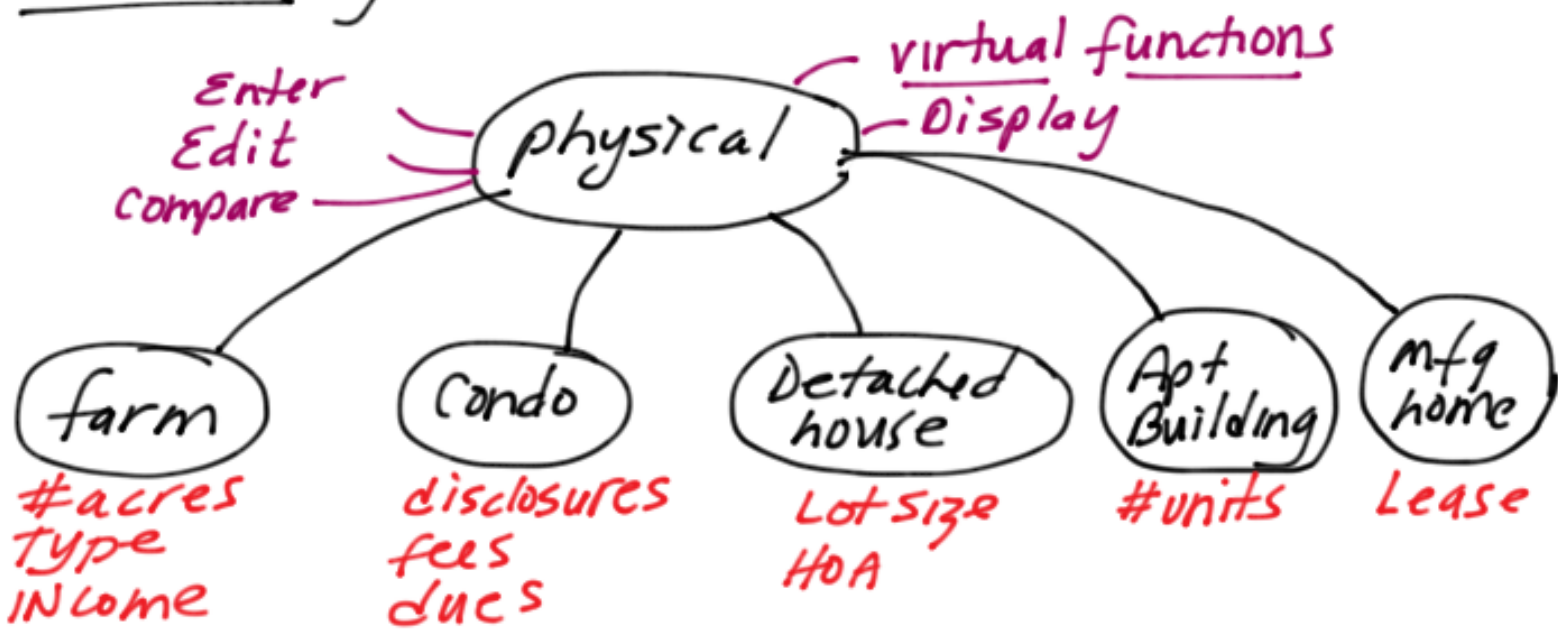 virtual functions
Enter
Edit
Compare
physical
Display
farm
Condo
Detached
house
Apt
Building
mfg
home
#acres
Type
INcome
disclosures
fees
dues
Lot Size
HOA
#units
Lease